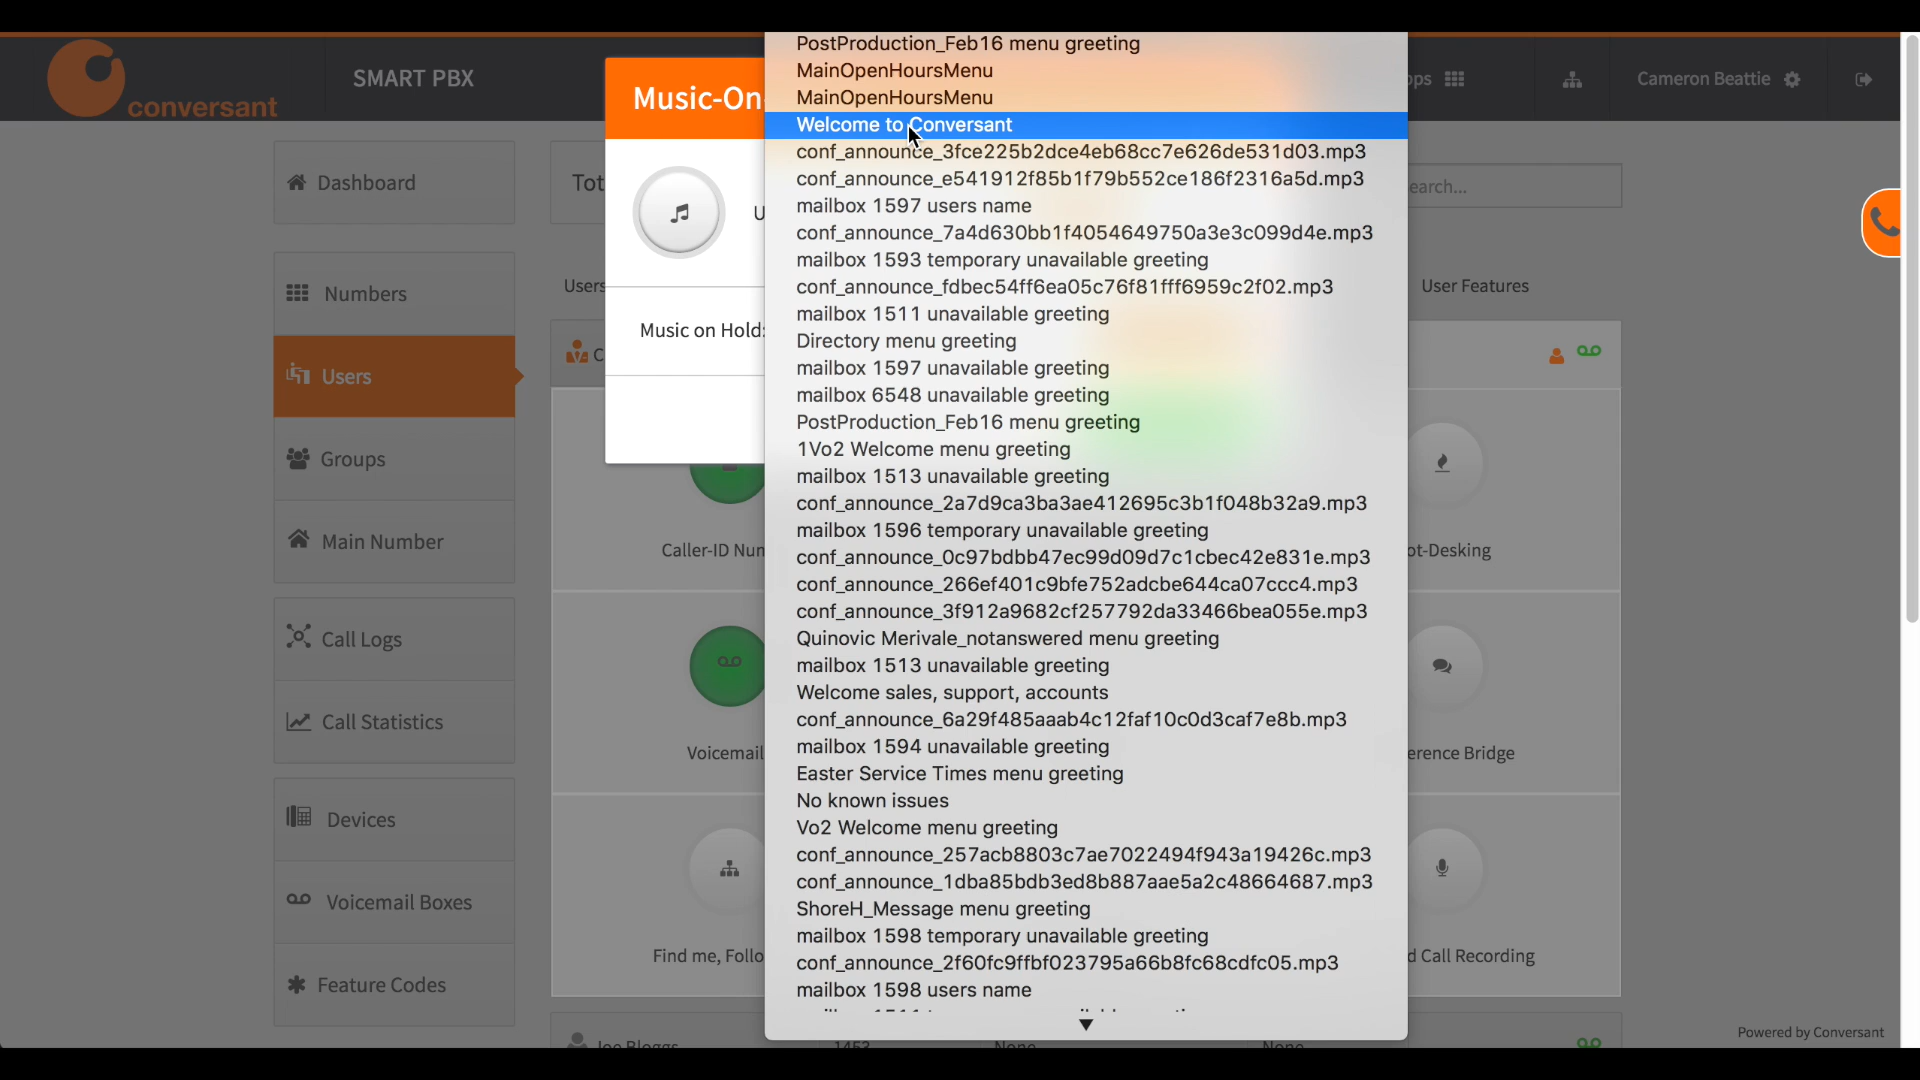 conversant
SMART PBX
Cameron Beattie
Music-On-
Dashboard
Numbers
Users
Groups
Main Number
Call Logs
Call Statistics
Devices
Voicemail Boxes
Feature Codes
Users
User Features
Music on Hold:
PostProduction_Feb16 menu greeting
MainOpenHoursMenu
MainOpenHoursMenu
Welcome to Conversant
conf_announce_3fce225b2dce4eb68cc7e626de531d03.mp3
conf_announce_e541912f85b1f79b552ce186f2316a5d.mp3
mailbox 1597 users name
conf_announce_7a4d630bb1f4054649750a3e3c099d4e.mp3
mailbox 1593 temporary unavailable greeting
conf_announce_fdbec54ff6ea05c76f81fff6959c2f02.mp3
mailbox 1511 unavailable greeting
Directory menu greeting
mailbox 1597 unavailable greeting
mailbox 6548 unavailable greeting
PostProduction_Feb16 menu greeting
1Vo2 Welcome menu greeting
mailbox 1513 unavailable greeting
conf_announce_2a7d9ca3ba3ae412695c3b1f048b32a9.mp3
mailbox 1596 temporary unavailable greeting
conf_announce_0c97bdbb47ec99d09d7c1cbec42e831e.mp3
conf_announce_266ef401c9bfe752adcbe644ca07ccc4.mp3
conf_announce_3f912a9682cf257792da33466bea055e.mp3
Quinovic Merivale_notanswered menu greeting
mailbox 1513 unavailable greeting
Welcome sales, support, accounts
conf_announce_6a29f485aaab4c12faf10c0d3caf7e8b.mp3
mailbox 1594 unavailable greeting
Easter Service Times menu greeting
No known issues
Vo2 Welcome menu greeting
conf_announce_257acb8803c7ae7022494f943a19426c.mp3
conf_announce_1dba85bdb3ed8b887aae5a2c48664687.mp3
ShoreH_Message menu greeting
mailbox 1598 temporary unavailable greeting
conf_announce_2f60fc9ffbf023795a66b8fc68cdfc05.mp3
mailbox 1598 users name
Caller-ID Num
ot-Desking
Voicemail
erence Bridge
Find me, Follo
d Call Recording
Powered by Conversant